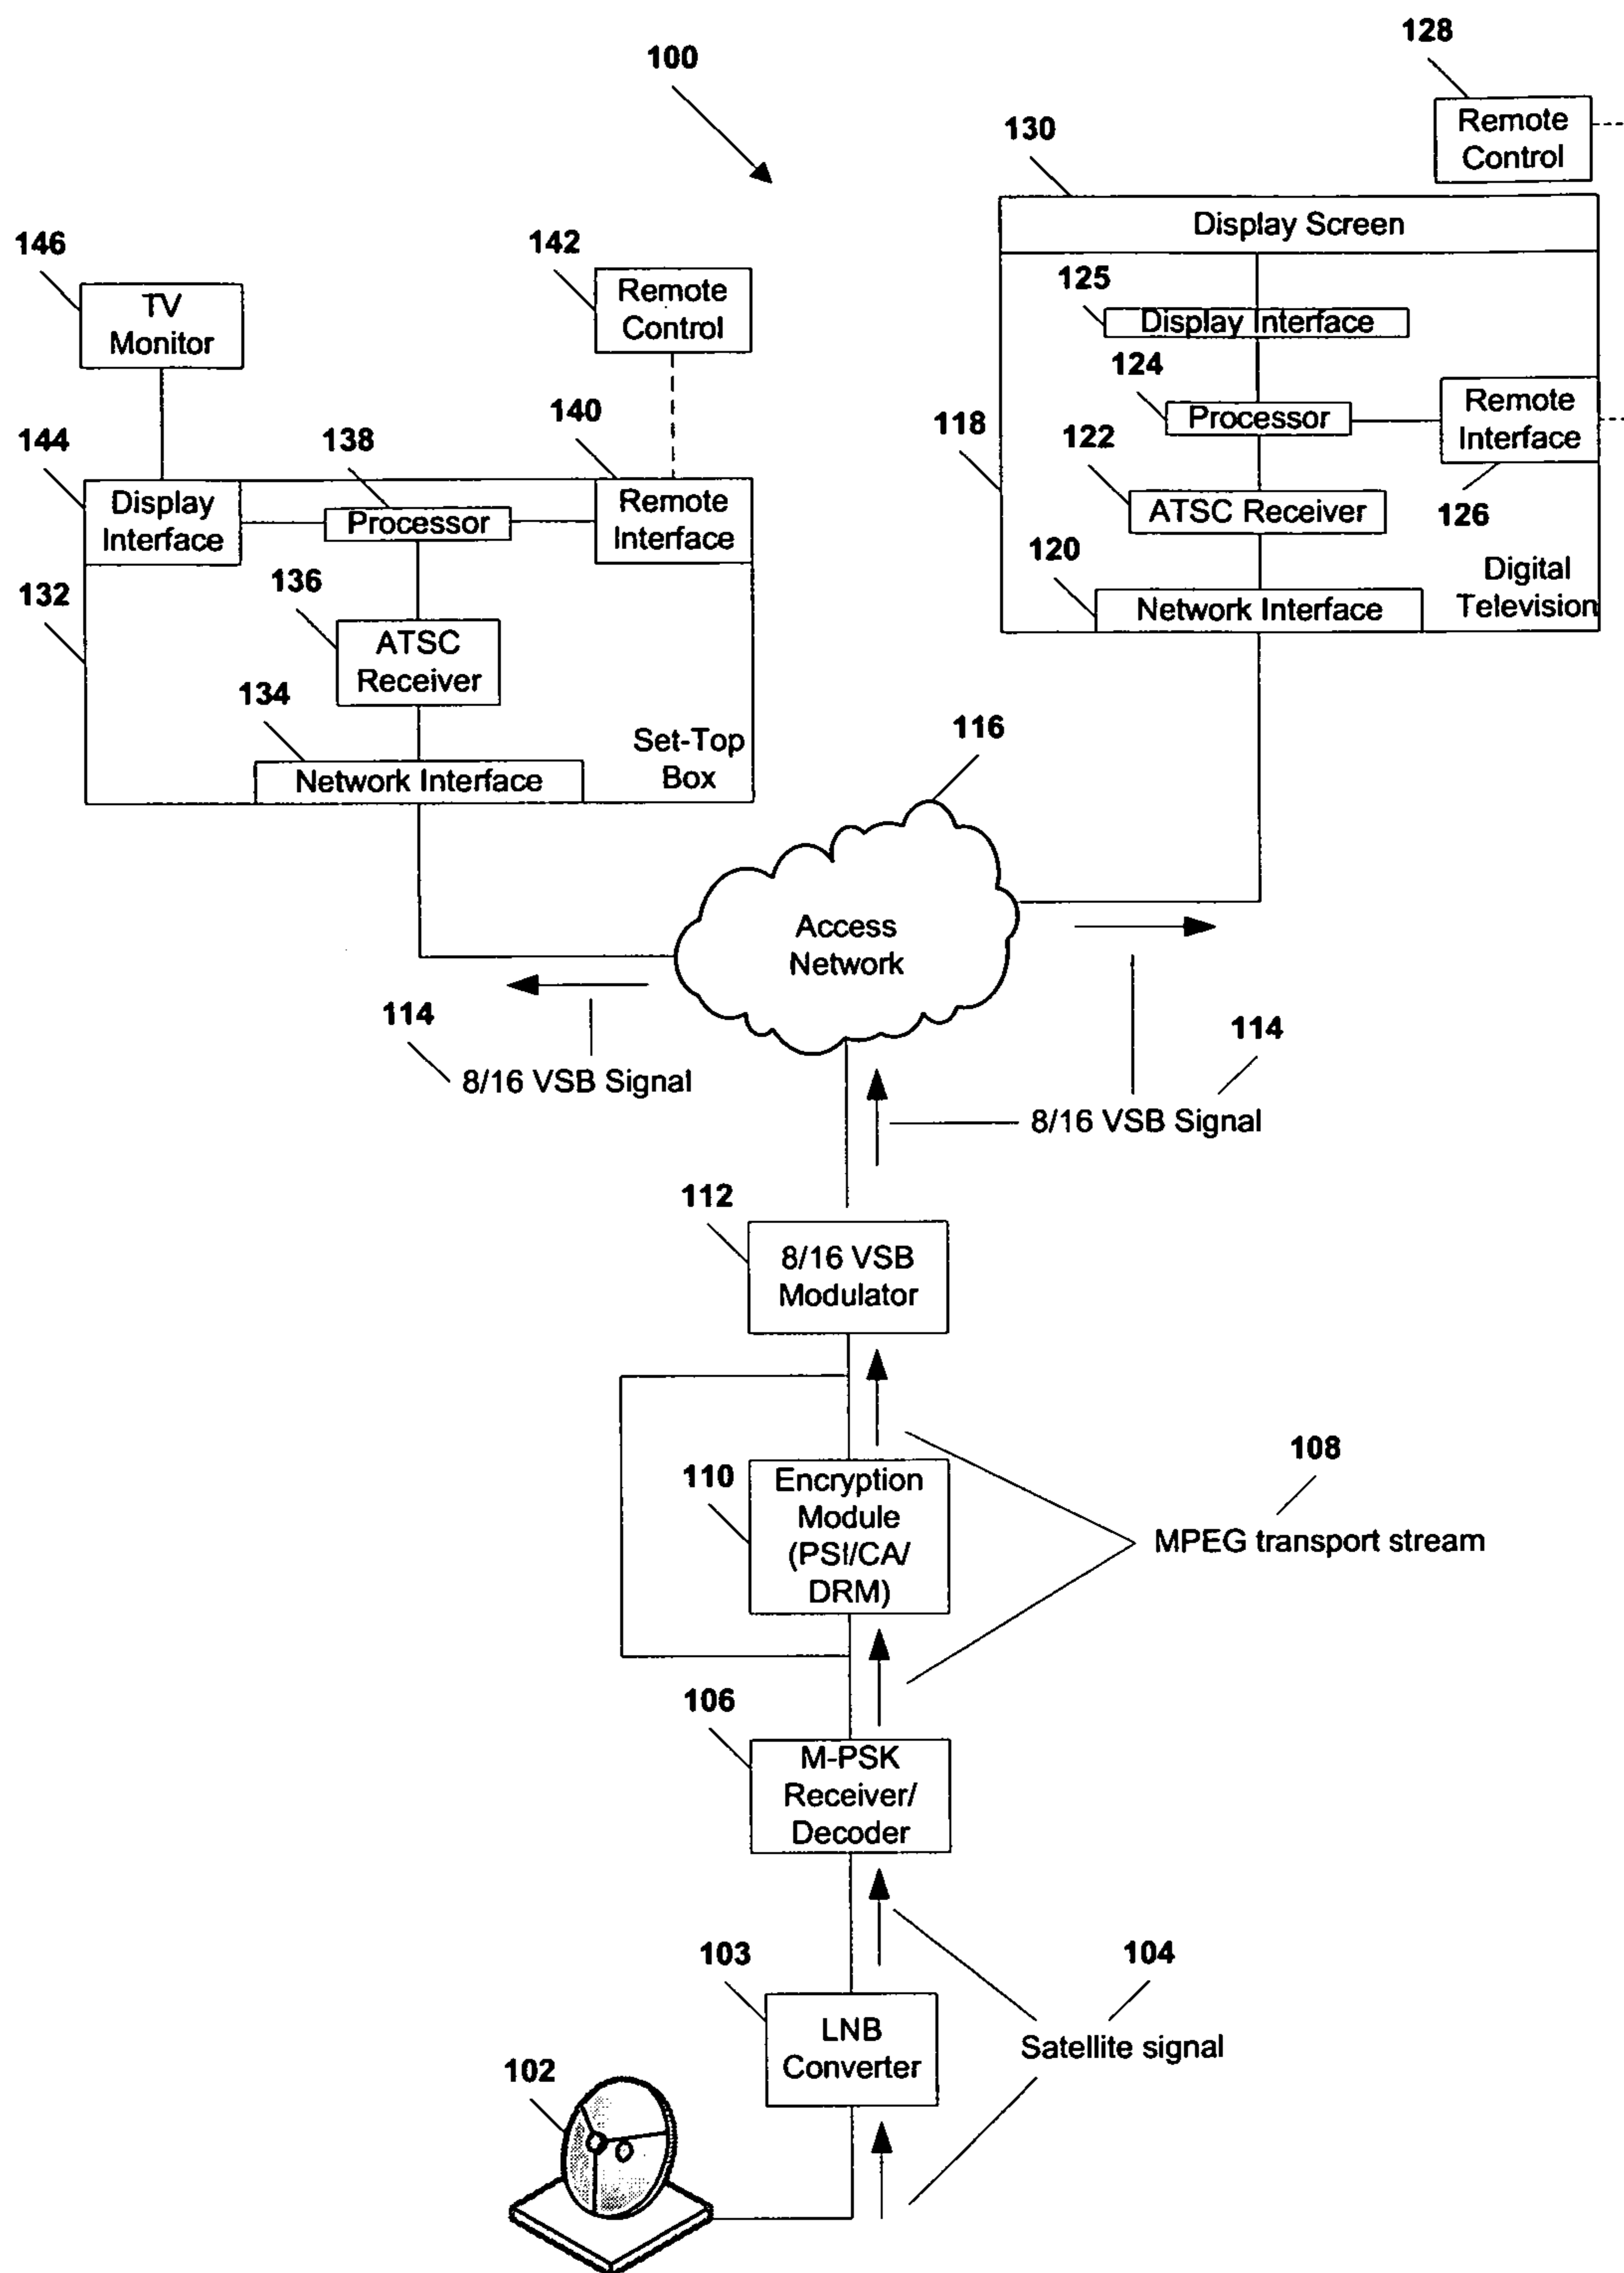 100
128
Remote
Control
130
Display Screen
146
TV
Monitor
142
Remote
Control
125
Display Interface
124
Processor
Remote
Interface
126
118
122
ATSC Receiver
120
Network Interface
Digital
Television
144
Display
Interface
138
Processor
140
Remote
Interface
132
136
ATSC
Receiver
134
Network Interface
Set-Top
Box
116
Access
Network
114
8/16 VSB Signal
114
8/16 VSB Signal
112
8/16 VSB
Modulator
110
Encryption
Module
(PSI/CA/
DRM)
108
MPEG transport stream
106
M-PSK
Receiver/
Decoder
103
LNB
Converter
104
Satellite signal
102